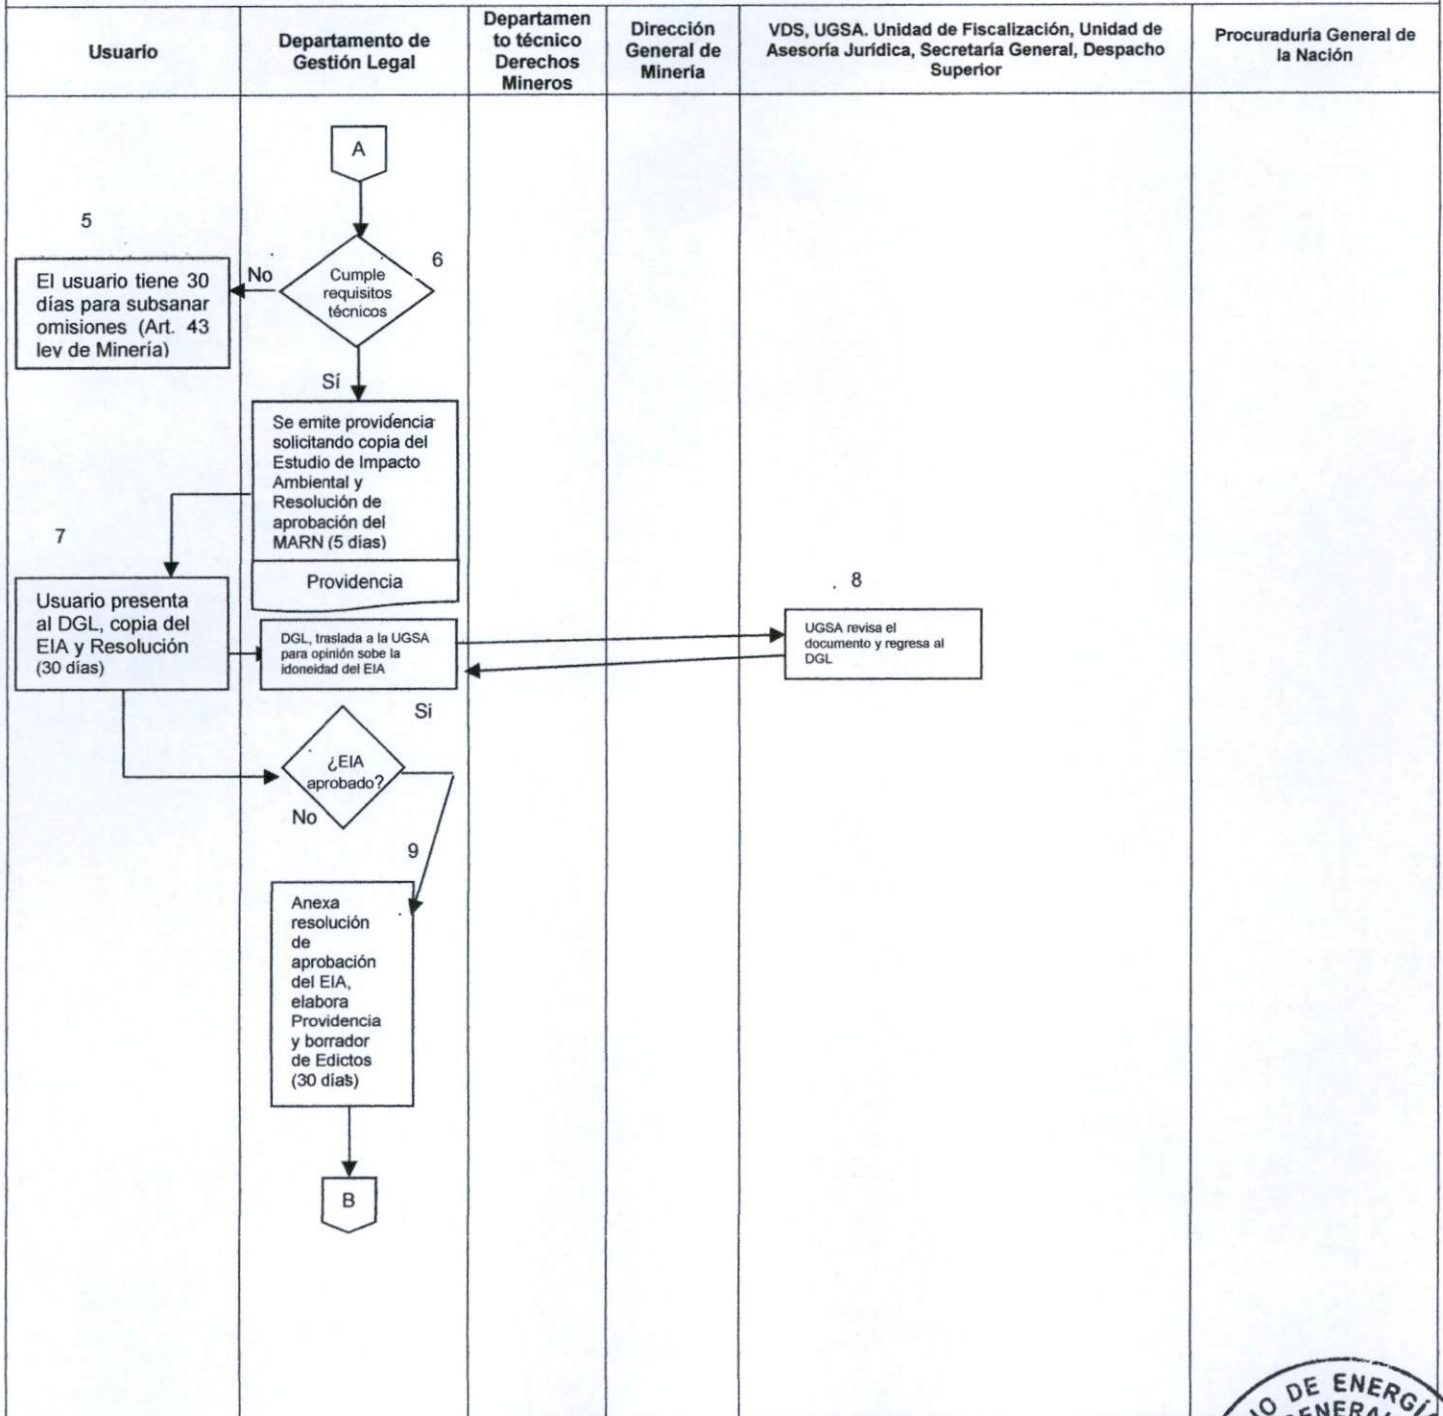 Usuario
Departamento de
Gestión Legal
Departamen
to técnico
Derechos
Mineros
Dirección
General de
Minería
VDS, UGSA. Unidad de Fiscalización, Unidad de
Asesoría Jurídica, Secretaría General, Despacho
Superior
Procuraduría General de
la Nación
A
5
6
El usuario tiene 30
días para subsanar
omisiones (Art. 43
ley de Minería)
No
Cumple
requisitos
técnicos
Sí
Se emite providencia
solicitando copia del
Estudio de Impacto
Ambiental y
Resolución de
aprobación del
MARN (5 días)
Providencia
7
Usuario presenta
al DGL, copia del
EIA y Resolución
(30 días)
DGL, traslada a la UGSA
para opinión sobe la
idoneidad del EIA
8
UGSA revisa el
documento y regresa al
DGL
Si
¿EIA
aprobado?
No
9
Anexa
resolución
de
aprobación
del EIA,
elabora
Providencia
y borrador
de Edictos
(30 días)
B
IO DE ENERGÍ
ENERAL